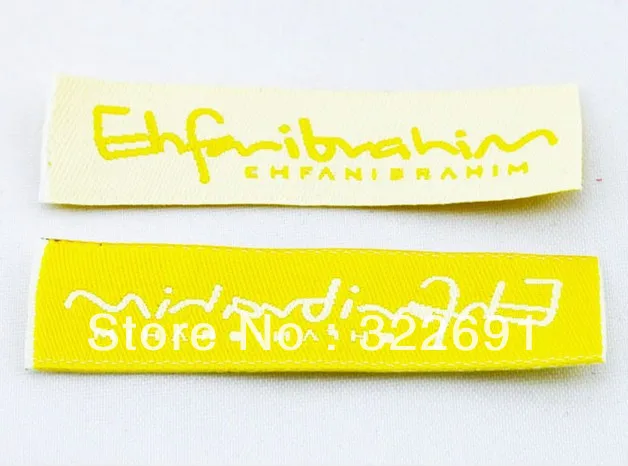 Ehfanibrahim
EHFANIBRAHIM
Store No : 322691